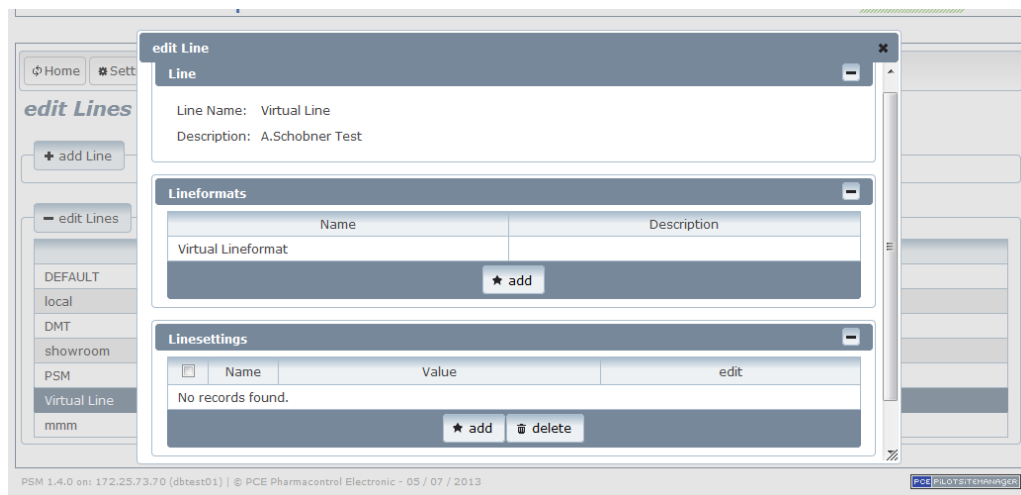 edit Line
Line
Home
Sett
edit Lines
Line Name: Virtual Line
Description: A.Schobner Test
add Line
Lineformats
edit Lines
Name Description
Virtual Lineformat
add
DEFAULT
local
DMT
showroom
PSM
Virtual Line
mmm
Linesettings
Name Value edit
No records found.
add delete
PSM 1.4.0 on: 172.25.73.70 (dbtest01) | © PCE Pharmacontrol Electronic - 05 / 07 / 2013
PCE PILOTSITEMANAGER